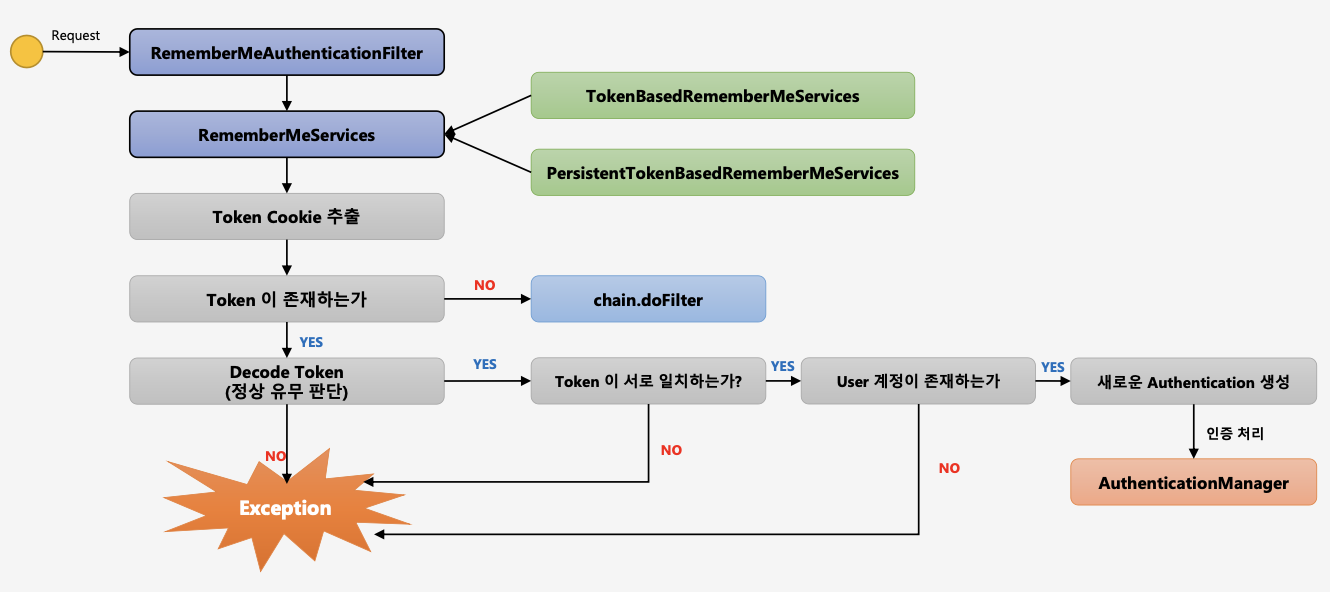 Request
RememberMeAuthenticationFilter
TokenBasedRememberMeServices
RememberMeServices
PersistentTokenBasedRememberMeServices
Token Cookie 추출
Token 이 존재하는가
NO
chain.doFilter
YES
Decode Token
(정상 유무 판단)
YES
Token 이 서로 일치하는가?
YES
User 계정이 존재하는가
YES
새로운 Authentication 생성
인증 처리
NO
NO
NO
AuthenticationManager
Exception